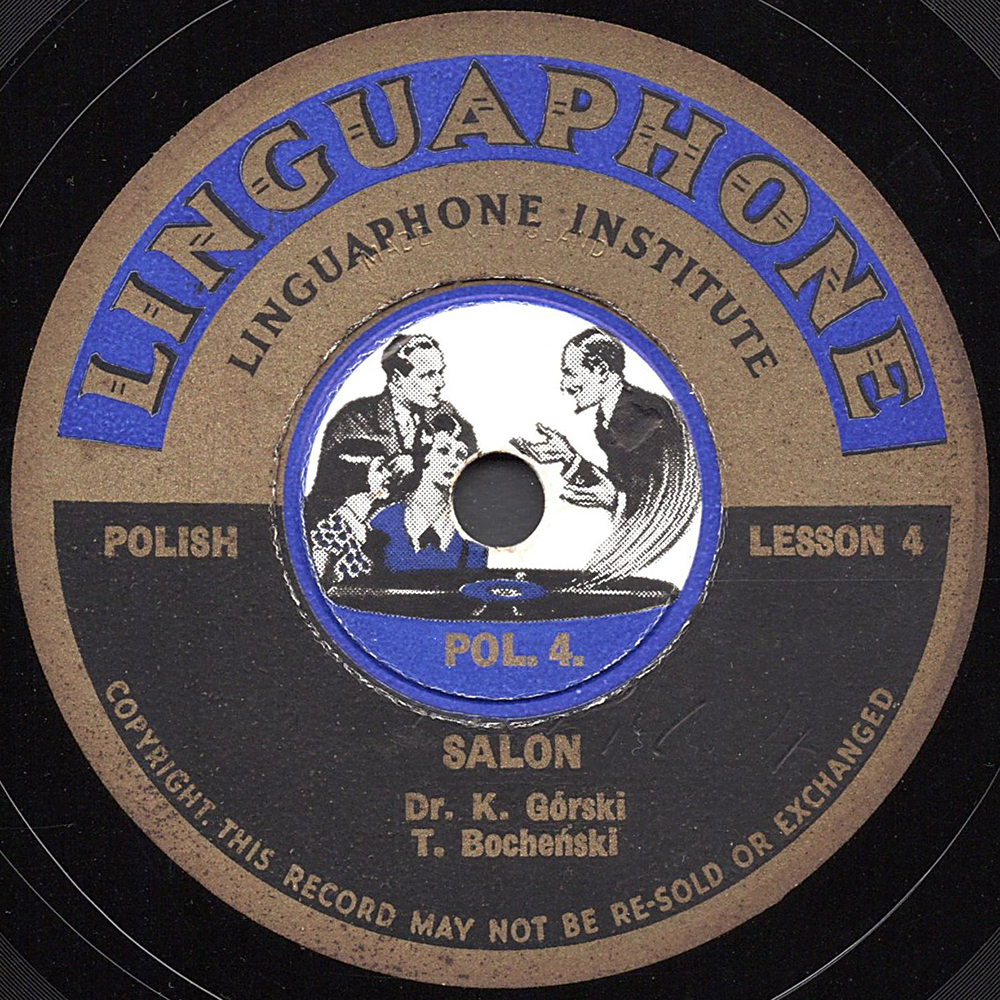 LINGUAPHONE
LINGUAPHONE INSTITUTE
POLISH
LESSON 4
POL. 4.
SALON
Dr. K. Górski
T. Bocheński
COPYRIGHT. THIS RECORD MAY NOT BE RE-SOLD OR EXCHANGED